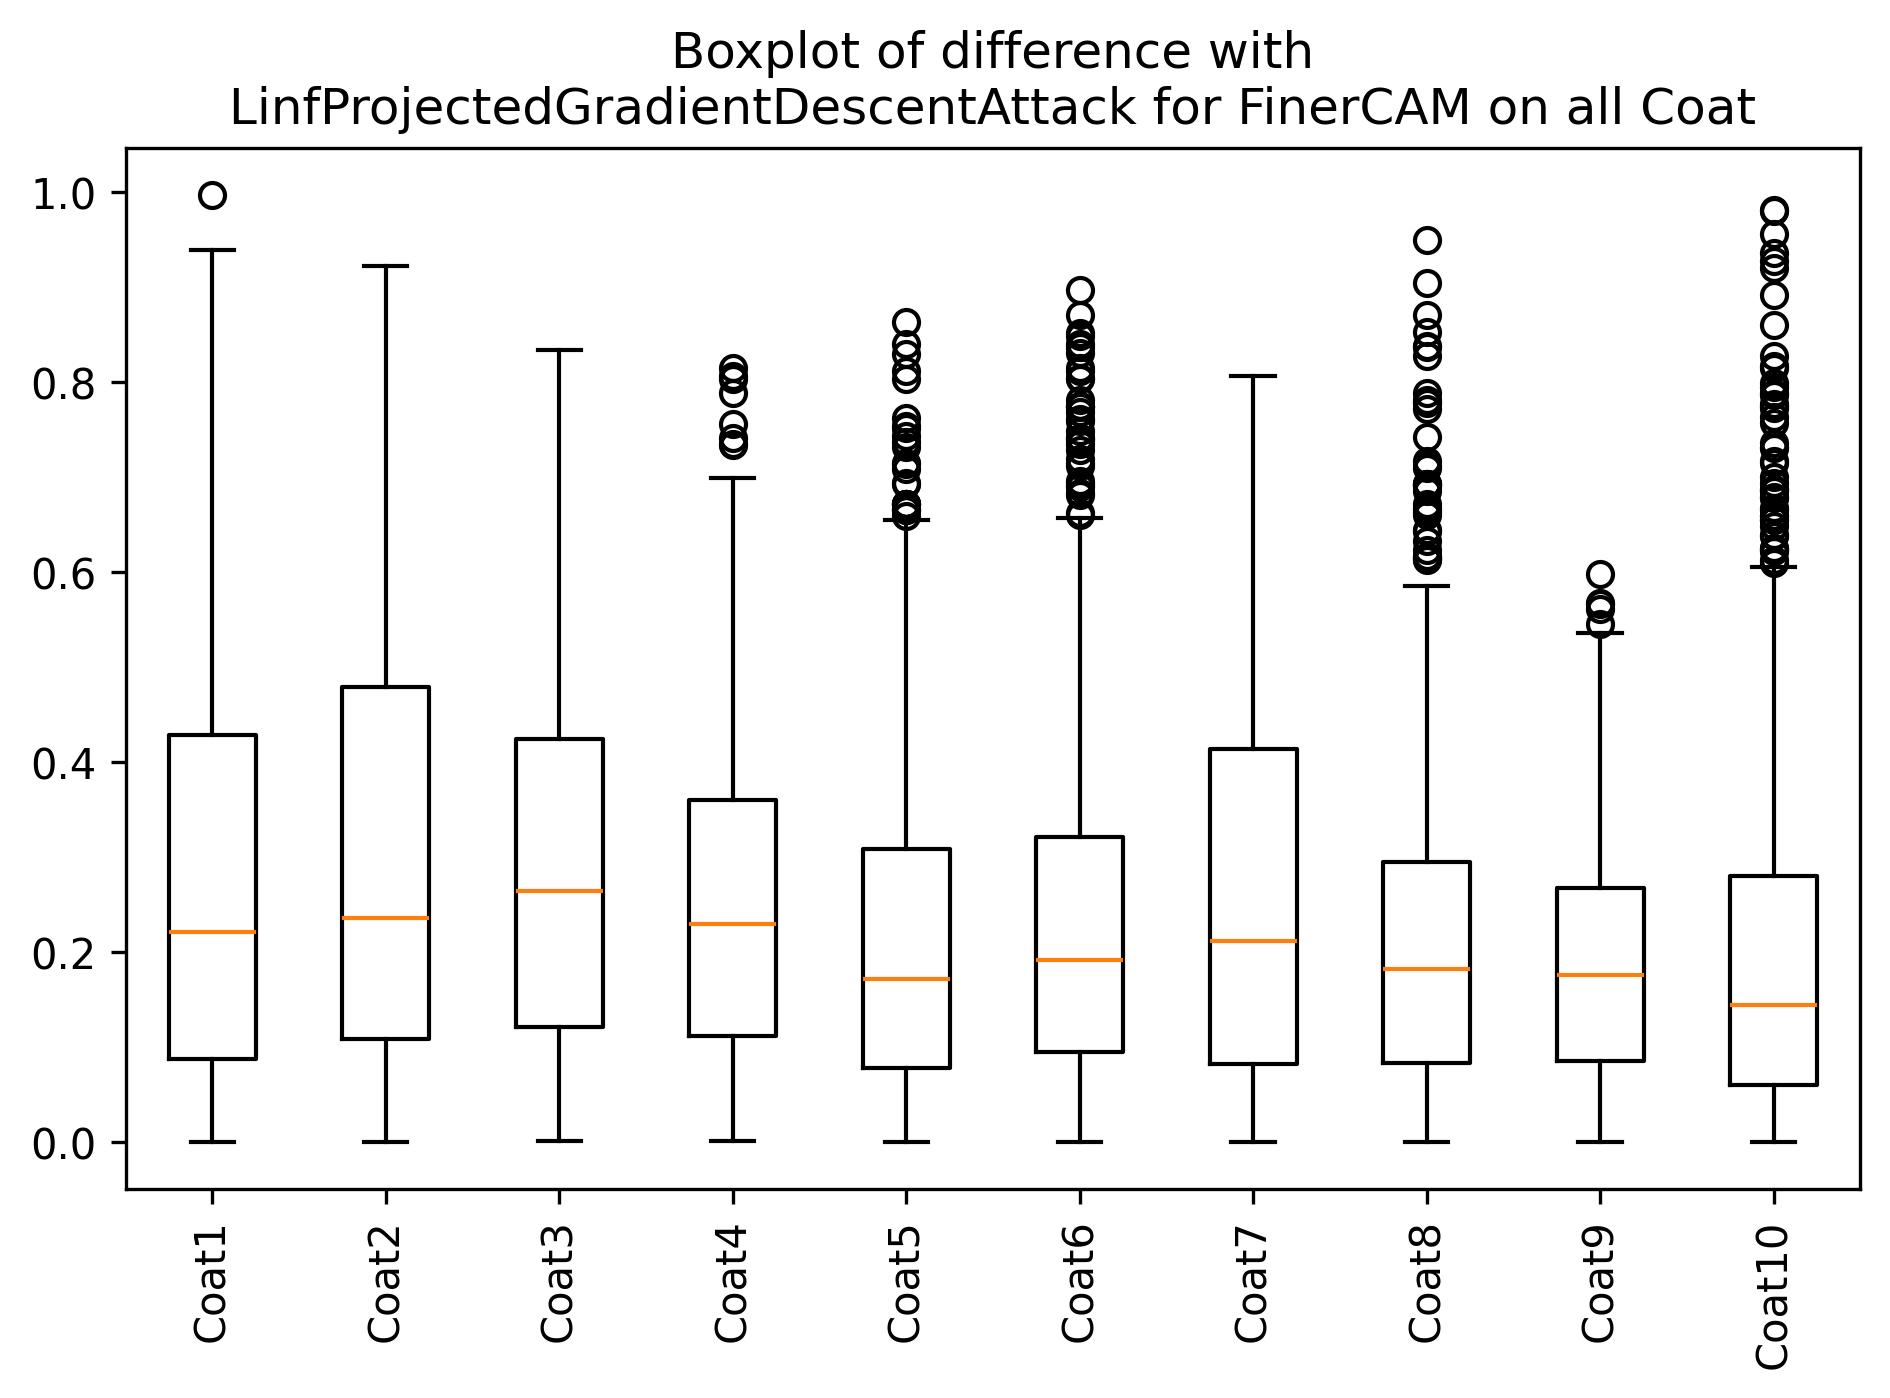 Boxplot of difference with
LinfProjectedGradientDescentAttack for FinerCAM on all Coat
1.0
0.8
0.6
0.4
0.2
0.0
Coat1
Coat2
Coat3
Coat4
Coat5
Coat6
Coat7
Coat8
Coat9
Coat10